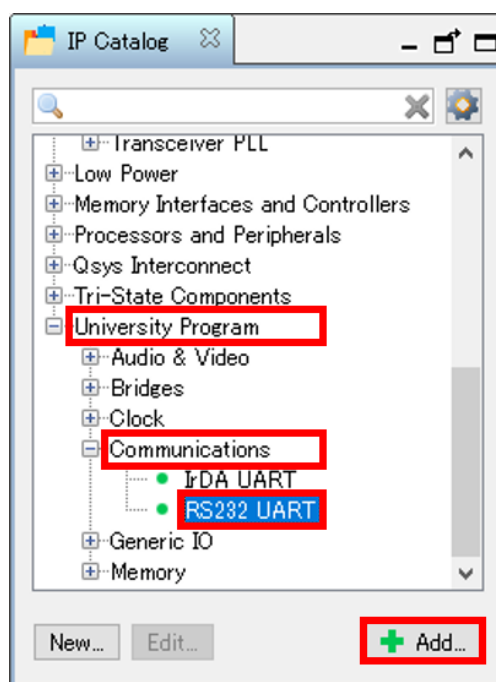 IP Catalog
Transceiver PLL
Low Power
Memory Interfaces and Controllers
Processors and Peripherals
Qsys Interconnect
Tri-State Components
University Program
Audio & Video
Bridges
Clock
Communications
IrDA UART
RS232 UART
Generic IO
Memory
New... Edit... Add...